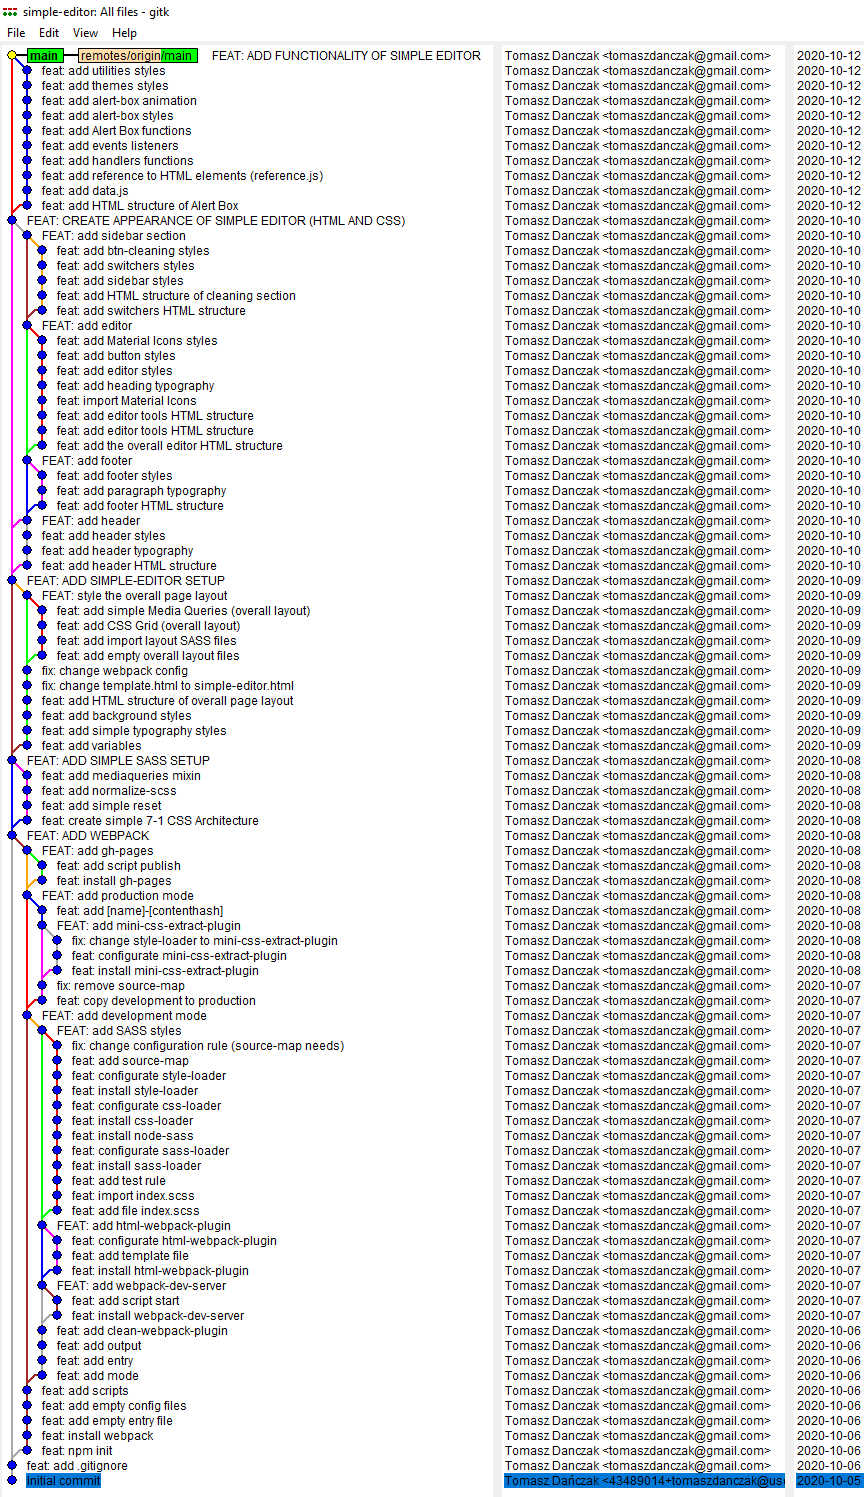 simple-editor: All files - gitk
File Edit View Help
main remotes/origin/main FEAT: ADD FUNCTIONALITY OF SIMPLE EDITOR Tomasz Danczak <tomaszdanczak@gmail.com> 2020-10-12
feat: add utilities styles Tomasz Danczak <tomaszdanczak@gmail.com> 2020-10-12
feat: add themes styles Tomasz Danczak <tomaszdanczak@gmail.com> 2020-10-12
feat: add alert-box animation Tomasz Danczak <tomaszdanczak@gmail.com> 2020-10-12
feat: add alert-box styles Tomasz Danczak <tomaszdanczak@gmail.com> 2020-10-12
feat: add Alert Box functions Tomasz Danczak <tomaszdanczak@gmail.com> 2020-10-12
feat: add events listeners Tomasz Danczak <tomaszdanczak@gmail.com> 2020-10-12
feat: add handlers functions Tomasz Danczak <tomaszdanczak@gmail.com> 2020-10-12
feat: add reference to HTML elements (reference.js) Tomasz Danczak <tomaszdanczak@gmail.com> 2020-10-12
feat: add data.js Tomasz Danczak <tomaszdanczak@gmail.com> 2020-10-12
feat: add HTML structure of Alert Box Tomasz Danczak <tomaszdanczak@gmail.com> 2020-10-12
FEAT: CREATE APPEARANCE OF SIMPLE EDITOR (HTML AND CSS) Tomasz Danczak <tomaszdanczak@gmail.com> 2020-10-10
FEAT: add sidebar section Tomasz Danczak <tomaszdanczak@gmail.com> 2020-10-10
feat: add btn-cleaning styles Tomasz Danczak <tomaszdanczak@gmail.com> 2020-10-10
feat: add switchers styles Tomasz Danczak <tomaszdanczak@gmail.com> 2020-10-10
feat: add sidebar styles Tomasz Danczak <tomaszdanczak@gmail.com> 2020-10-10
feat: add HTML structure of cleaning section Tomasz Danczak <tomaszdanczak@gmail.com> 2020-10-10
feat: add switchers HTML structure Tomasz Danczak <tomaszdanczak@gmail.com> 2020-10-10
FEAT: add editor Tomasz Danczak <tomaszdanczak@gmail.com> 2020-10-10
feat: add Material Icons styles Tomasz Danczak <tomaszdanczak@gmail.com> 2020-10-10
feat: add button styles Tomasz Danczak <tomaszdanczak@gmail.com> 2020-10-10
feat: add editor styles Tomasz Danczak <tomaszdanczak@gmail.com> 2020-10-10
feat: add heading typography Tomasz Danczak <tomaszdanczak@gmail.com> 2020-10-10
feat: import Material Icons Tomasz Danczak <tomaszdanczak@gmail.com> 2020-10-10
feat: add editor tools HTML structure Tomasz Danczak <tomaszdanczak@gmail.com> 2020-10-10
feat: add editor tools HTML structure Tomasz Danczak <tomaszdanczak@gmail.com> 2020-10-10
feat: add the overall editor HTML structure Tomasz Danczak <tomaszdanczak@gmail.com> 2020-10-10
FEAT: add footer Tomasz Danczak <tomaszdanczak@gmail.com> 2020-10-10
feat: add footer styles Tomasz Danczak <tomaszdanczak@gmail.com> 2020-10-10
feat: add paragraph typography Tomasz Danczak <tomaszdanczak@gmail.com> 2020-10-10
feat: add footer HTML structure Tomasz Danczak <tomaszdanczak@gmail.com> 2020-10-10
FEAT: add header Tomasz Danczak <tomaszdanczak@gmail.com> 2020-10-10
feat: add header styles Tomasz Danczak <tomaszdanczak@gmail.com> 2020-10-10
feat: add header typography Tomasz Danczak <tomaszdanczak@gmail.com> 2020-10-10
feat: add header HTML structure Tomasz Danczak <tomaszdanczak@gmail.com> 2020-10-10
FEAT: ADD SIMPLE-EDITOR SETUP Tomasz Danczak <tomaszdanczak@gmail.com> 2020-10-09
FEAT: style the overall page layout Tomasz Danczak <tomaszdanczak@gmail.com> 2020-10-09
feat: add simple Media Queries (overall layout) Tomasz Danczak <tomaszdanczak@gmail.com> 2020-10-09
feat: add CSS Grid (overall layout) Tomasz Danczak <tomaszdanczak@gmail.com> 2020-10-09
feat: add import layout SASS files Tomasz Danczak <tomaszdanczak@gmail.com> 2020-10-09
feat: add empty overall layout files Tomasz Danczak <tomaszdanczak@gmail.com> 2020-10-09
fix: change webpack config Tomasz Danczak <tomaszdanczak@gmail.com> 2020-10-09
fix: change template.html to simple-editor.html Tomasz Danczak <tomaszdanczak@gmail.com> 2020-10-09
feat: add HTML structure of overall page layout Tomasz Danczak <tomaszdanczak@gmail.com> 2020-10-09
feat: add background styles Tomasz Danczak <tomaszdanczak@gmail.com> 2020-10-09
feat: add simple typography styles Tomasz Danczak <tomaszdanczak@gmail.com> 2020-10-09
feat: add variables Tomasz Danczak <tomaszdanczak@gmail.com> 2020-10-09
FEAT: ADD SIMPLE SASS SETUP Tomasz Danczak <tomaszdanczak@gmail.com> 2020-10-08
feat: add mediaqueries mixin Tomasz Danczak <tomaszdanczak@gmail.com> 2020-10-08
feat: add normalize-scss Tomasz Danczak <tomaszdanczak@gmail.com> 2020-10-08
feat: add simple reset Tomasz Danczak <tomaszdanczak@gmail.com> 2020-10-08
feat: create simple 7-1 CSS Architecture Tomasz Danczak <tomaszdanczak@gmail.com> 2020-10-08
FEAT: ADD WEBPACK Tomasz Danczak <tomaszdanczak@gmail.com> 2020-10-08
FEAT: add gh-pages Tomasz Danczak <tomaszdanczak@gmail.com> 2020-10-08
feat: add script publish Tomasz Danczak <tomaszdanczak@gmail.com> 2020-10-08
feat: install gh-pages Tomasz Danczak <tomaszdanczak@gmail.com> 2020-10-08
FEAT: add production mode Tomasz Danczak <tomaszdanczak@gmail.com> 2020-10-08
feat: add [name]-[contenthash] Tomasz Danczak <tomaszdanczak@gmail.com> 2020-10-08
FEAT: add mini-css-extract-plugin Tomasz Danczak <tomaszdanczak@gmail.com> 2020-10-08
fix: change style-loader to mini-css-extract-plugin Tomasz Danczak <tomaszdanczak@gmail.com> 2020-10-08
feat: configurate mini-css-extract-plugin Tomasz Danczak <tomaszdanczak@gmail.com> 2020-10-08
feat: install mini-css-extract-plugin Tomasz Danczak <tomaszdanczak@gmail.com> 2020-10-08
fix: remove source-map Tomasz Danczak <tomaszdanczak@gmail.com> 2020-10-07
feat: copy development to production Tomasz Danczak <tomaszdanczak@gmail.com> 2020-10-07
FEAT: add development mode Tomasz Danczak <tomaszdanczak@gmail.com> 2020-10-07
FEAT: add SASS styles Tomasz Danczak <tomaszdanczak@gmail.com> 2020-10-07
fix: change configuration rule (source-map needs) Tomasz Danczak <tomaszdanczak@gmail.com> 2020-10-07
feat: add source-map Tomasz Danczak <tomaszdanczak@gmail.com> 2020-10-07
feat: configurate style-loader Tomasz Danczak <tomaszdanczak@gmail.com> 2020-10-07
feat: install style-loader Tomasz Danczak <tomaszdanczak@gmail.com> 2020-10-07
feat: configurate css-loader Tomasz Danczak <tomaszdanczak@gmail.com> 2020-10-07
feat: install css-loader Tomasz Danczak <tomaszdanczak@gmail.com> 2020-10-07
feat: install node-sass Tomasz Danczak <tomaszdanczak@gmail.com> 2020-10-07
feat: configurate sass-loader Tomasz Danczak <tomaszdanczak@gmail.com> 2020-10-07
feat: install sass-loader Tomasz Danczak <tomaszdanczak@gmail.com> 2020-10-07
feat: add test rule Tomasz Danczak <tomaszdanczak@gmail.com> 2020-10-07
feat: import index.scss Tomasz Danczak <tomaszdanczak@gmail.com> 2020-10-07
feat: add file index.scss Tomasz Danczak <tomaszdanczak@gmail.com> 2020-10-07
FEAT: add html-webpack-plugin Tomasz Danczak <tomaszdanczak@gmail.com> 2020-10-07
feat: configurate html-webpack-plugin Tomasz Danczak <tomaszdanczak@gmail.com> 2020-10-07
feat: add template file Tomasz Danczak <tomaszdanczak@gmail.com> 2020-10-07
feat: install html-webpack-plugin Tomasz Danczak <tomaszdanczak@gmail.com> 2020-10-07
FEAT: add webpack-dev-server Tomasz Danczak <tomaszdanczak@gmail.com> 2020-10-07
feat: add script start Tomasz Danczak <tomaszdanczak@gmail.com> 2020-10-07
feat: install webpack-dev-server Tomasz Danczak <tomaszdanczak@gmail.com> 2020-10-07
feat: add clean-webpack-plugin Tomasz Danczak <tomaszdanczak@gmail.com> 2020-10-06
feat: add output Tomasz Danczak <tomaszdanczak@gmail.com> 2020-10-06
feat: add entry Tomasz Danczak <tomaszdanczak@gmail.com> 2020-10-06
feat: add mode Tomasz Danczak <tomaszdanczak@gmail.com> 2020-10-06
feat: add scripts Tomasz Danczak <tomaszdanczak@gmail.com> 2020-10-06
feat: add empty config files Tomasz Danczak <tomaszdanczak@gmail.com> 2020-10-06
feat: add empty entry file Tomasz Danczak <tomaszdanczak@gmail.com> 2020-10-06
feat: install webpack Tomasz Danczak <tomaszdanczak@gmail.com> 2020-10-06
feat: npm init Tomasz Danczak <tomaszdanczak@gmail.com> 2020-10-06
feat: add .gitignore Tomasz Danczak <tomaszdanczak@gmail.com> 2020-10-06
Initial commit Tomasz Dańczak <43489014+tomaszdanczak@us 2020-10-05